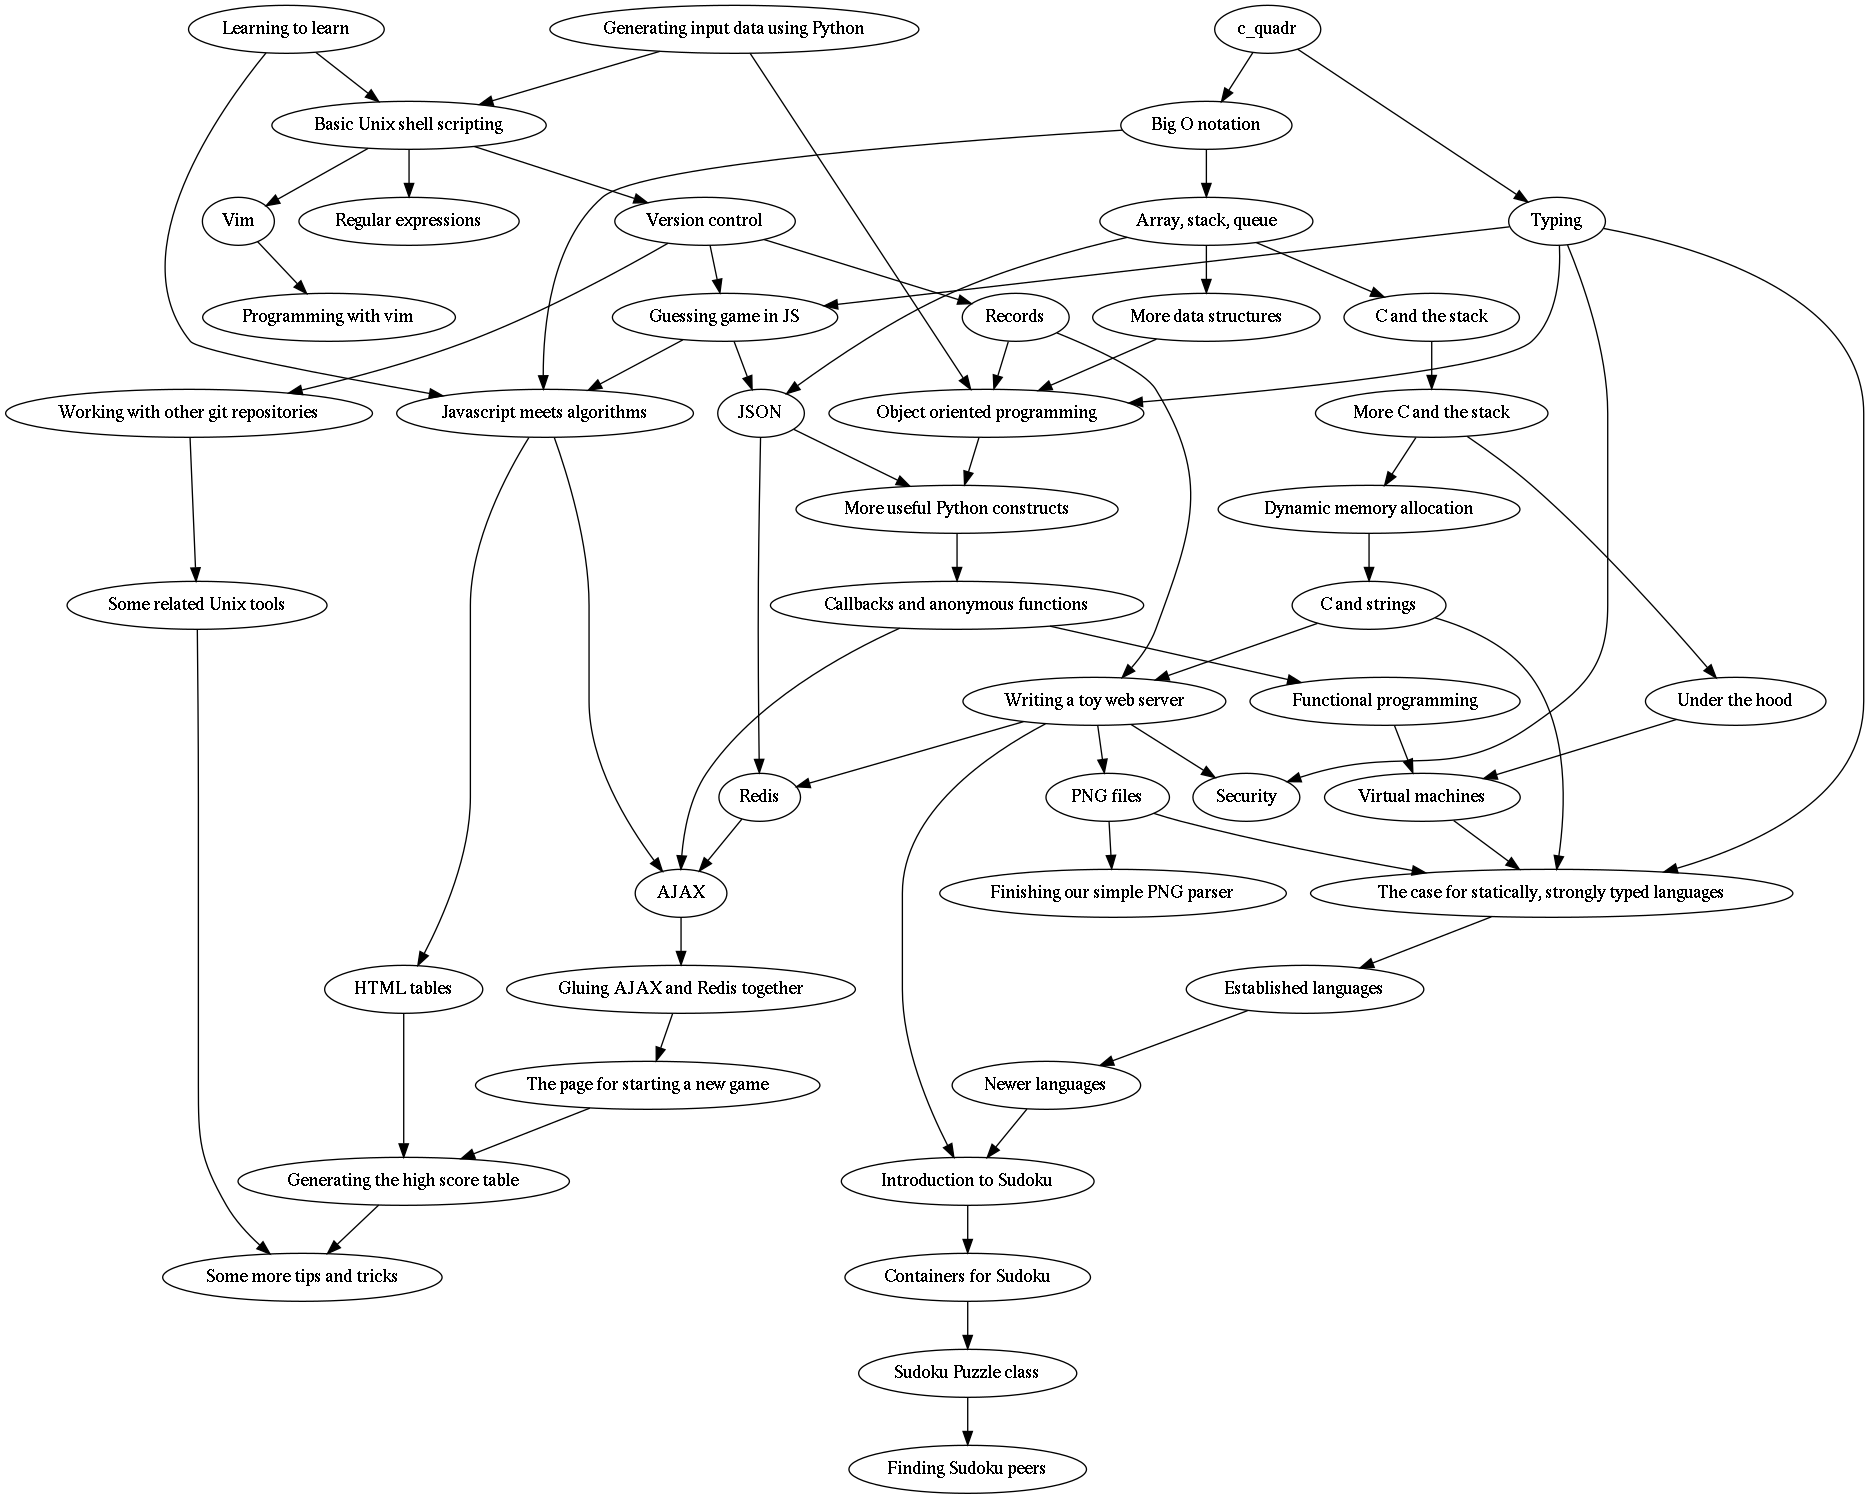 Learning to learn
Generating input data using Python
c_quadr
Basic Unix shell scripting
Big O notation
Vim
Regular expressions
Version control
Array, stack, queue
Typing
Programming with vim
Guessing game in JS
Records
More data structures
C and the stack
Working with other git repositories
Javascript meets algorithms
JSON
Object oriented programming
More C and the stack
More useful Python constructs
Dynamic memory allocation
Some related Unix tools
Callbacks and anonymous functions
C and strings
Writing a toy web server
Functional programming
Under the hood
Redis
PNG files
Security
Virtual machines
AJAX
Finishing our simple PNG parser
The case for statically, strongly typed languages
HTML tables
Gluing AJAX and Redis together
Established languages
The page for starting a new game
Newer languages
Generating the high score table
Introduction to Sudoku
Some more tips and tricks
Containers for Sudoku
Sudoku Puzzle class
Finding Sudoku peers